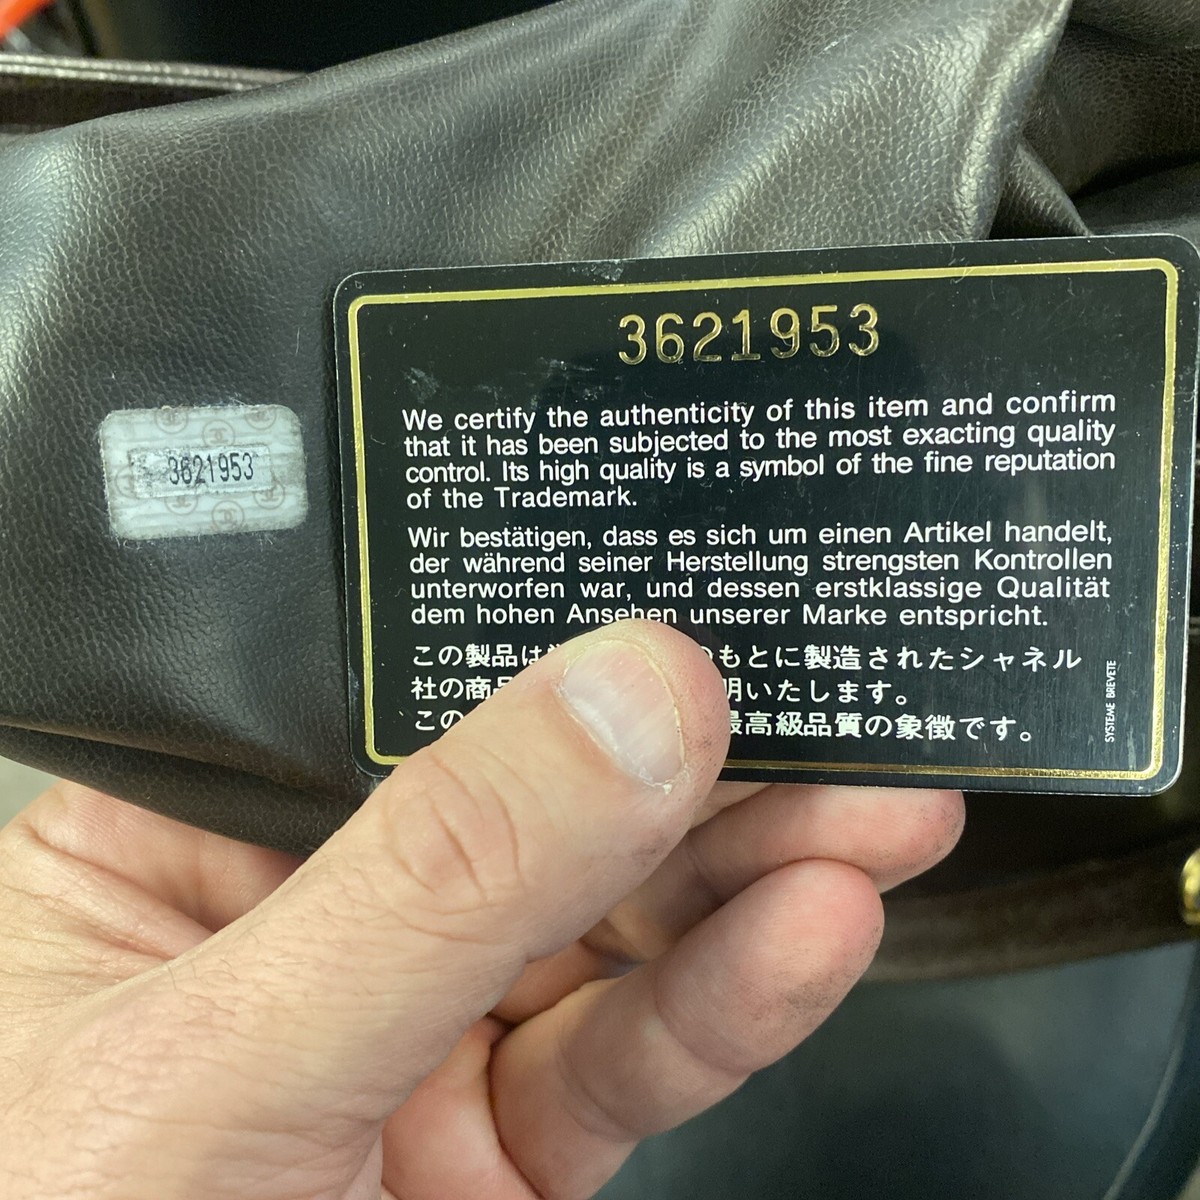 3621953
3621953
We certify the authenticity of this item and confirm
that it has been subjected to the most exacting quality
control. Its high quality is a symbol of the fine reputation
of the Trademark.
Wir bestätigen, dass es sich um einen Artikel handelt,
der während seiner Herstellung strengsten Kontrollen
unterworfen war, und dessen erstklassige Qualität
dem hohen Ansehen unserer Marke entspricht.
この製品は もとに製造されたシャネル
社の商品 明いたします。
この 最高級品質の象徴です。
SYSTEME BREVETE